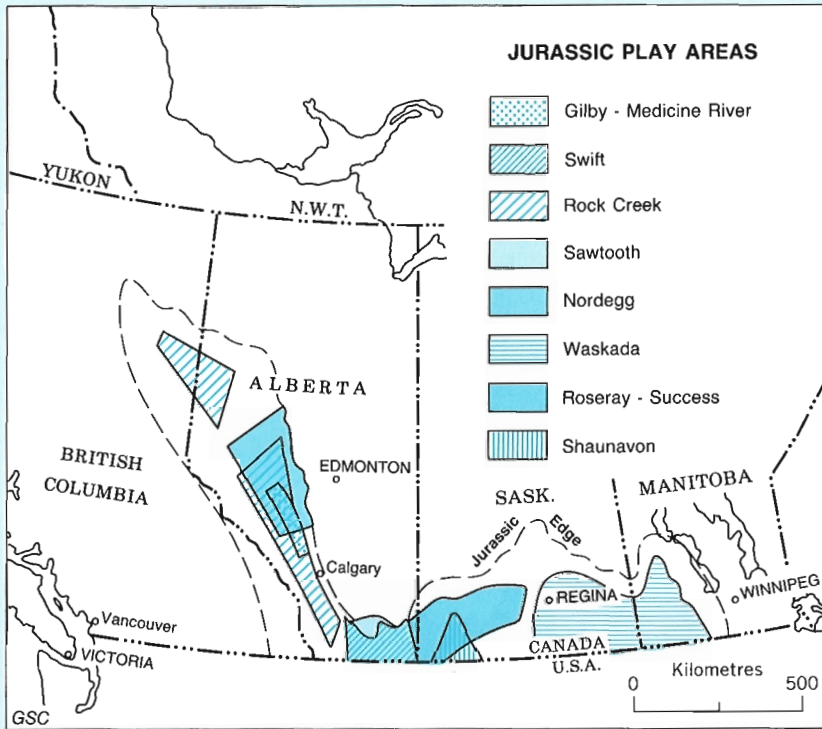 JURASSIC PLAY AREAS
Gilby - Medicine River
Swift
Rock Creek
Sawtooth
Nordegg
Waskada
Roseray - Success
Shaunavon
YUKON
N.W.T.
ALBERTA
BRITISH
COLUMBIA
EDMONTON
SASK.
MANITOBA
Jurassic Edge
Calgary
REGINA
WINNIPEG
Vancouver
VICTORIA
CANADA
U.S.A.
Kilometres
0 500
GSC